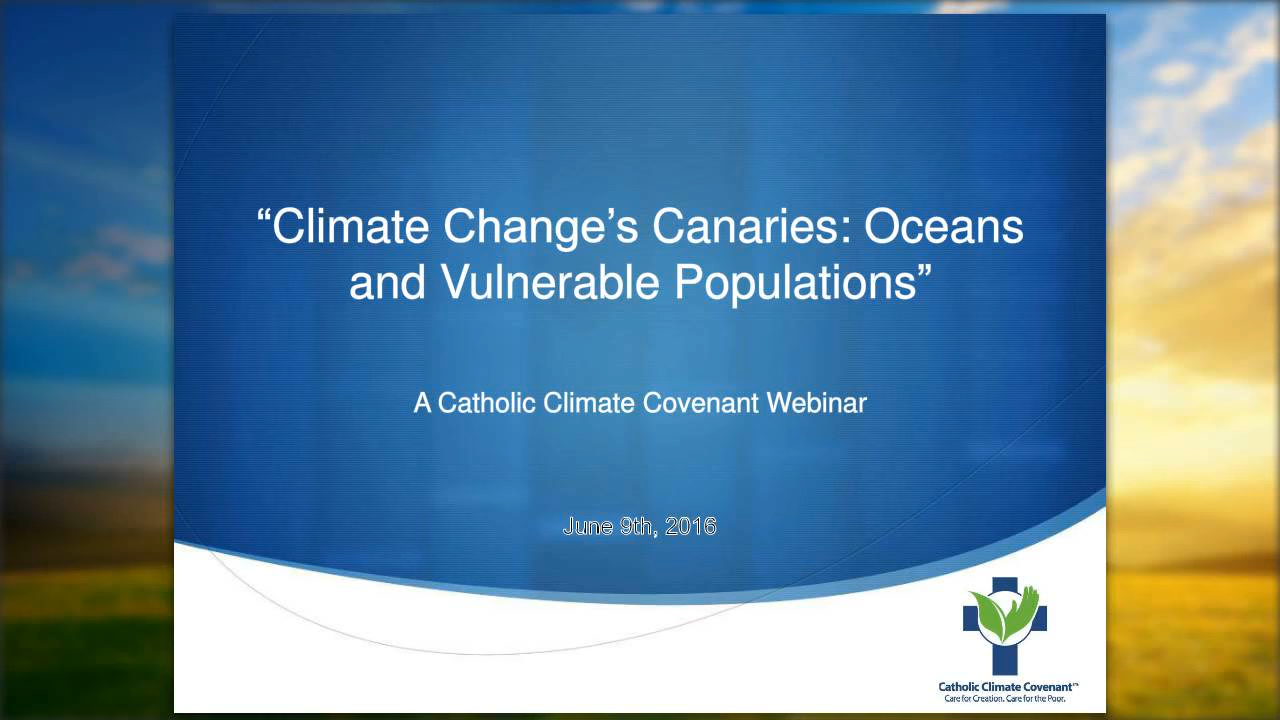 “Climate Change’s Canaries: Oceans
and Vulnerable Populations”
A Catholic Climate Covenant Webinar
June 9th, 2016
Catholic Climate Covenant™
Care for Creation. Care for the Poor.